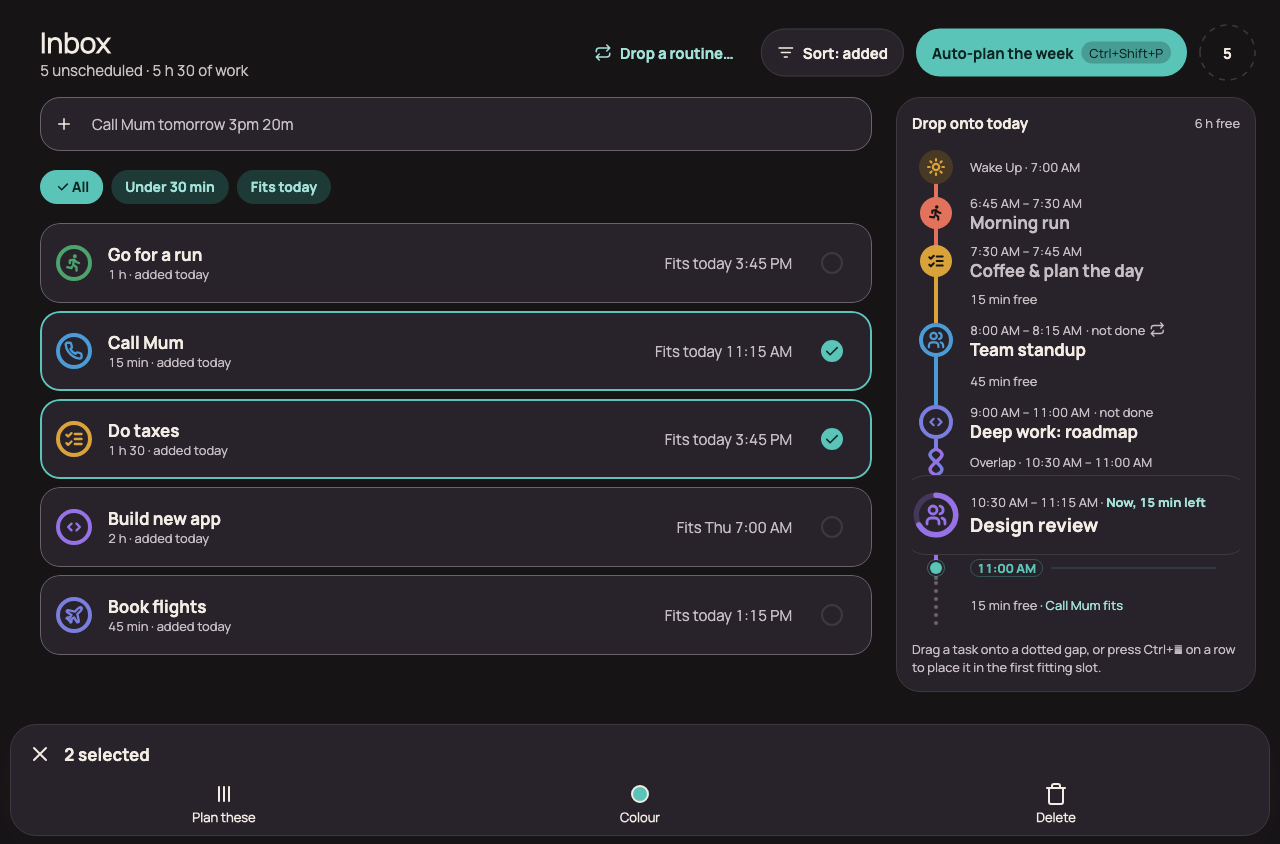 Inbox
5 unscheduled · 5 h 30 of work
Drop a routine…
Sort: added
Auto-plan the week Ctrl+Shift+P
5
Call Mum tomorrow 3pm 20m
All
Under 30 min
Fits today
Go for a run
1 h · added today
Fits today 3:45 PM
Call Mum
15 min · added today
Fits today 11:15 AM
Do taxes
1 h 30 · added today
Fits today 3:45 PM
Build new app
2 h · added today
Fits Thu 7:00 AM
Book flights
45 min · added today
Fits today 1:15 PM
Drop onto today
6 h free
Wake Up · 7:00 AM
6:45 AM – 7:30 AM
Morning run
7:30 AM – 7:45 AM
Coffee & plan the day
15 min free
8:00 AM – 8:15 AM · not done
Team standup
45 min free
9:00 AM – 11:00 AM · not done
Deep work: roadmap
Overlap · 10:30 AM – 11:00 AM
10:30 AM – 11:15 AM · Now, 15 min left
Design review
11:00 AM
15 min free · Call Mum fits
Drag a task onto a dotted gap, or press Ctrl+ on a row
to place it in the first fitting slot.
2 selected
Plan these
Colour
Delete